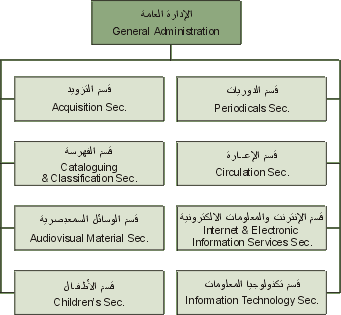 الإدارة العامة
General Administration
قسم التزويد
Acquisition Sec.
قسم الدوريات
Periodicals Sec.
قسم الفهرسة
Cataloguing
& Classification Sec.
قسم الإعارة
Circulation Sec.
قسم الوسائل السمعبصرية
Audiovisual Material Sec.
قسم الإنترنت والمعلومات الالكترونية
Internet & Electronic
Information Services Sec.
قسم الأطفال
Children's Sec.
قسم تكنولوجيا المعلومات
Information Technology Sec.